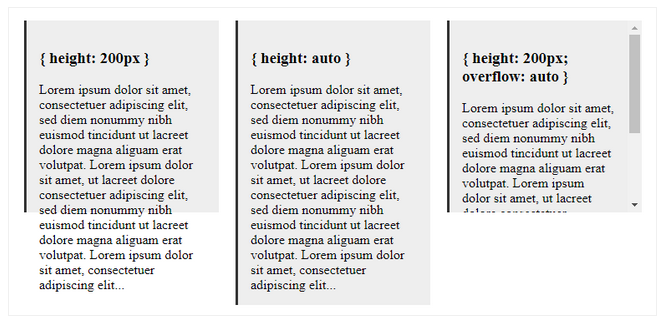 { height: 200px }
Lorem ipsum dolor sit amet,
consectetuer adipiscing elit,
sed diem nonummy nibh
euismod tincidunt ut lacreet
dolore magna aliguam erat
volutpat. Lorem ipsum dolor
sit amet, ut lacreet dolore
consectetuer adipiscing elit,
sed diem nonummy nibh
euismod tincidunt ut lacreet
dolore magna aliguam erat
volutpat. Lorem ipsum dolor
sit amet, consectetuer
adipiscing elit...
{ height: auto }
Lorem ipsum dolor sit amet,
consectetuer adipiscing elit,
sed diem nonummy nibh
euismod tincidunt ut lacreet
dolore magna aliguam erat
volutpat. Lorem ipsum dolor
sit amet, ut lacreet dolore
consectetuer adipiscing elit,
sed diem nonummy nibh
euismod tincidunt ut lacreet
dolore magna aliguam erat
volutpat. Lorem ipsum dolor
sit amet, consectetuer
adipiscing elit...
{ height: 200px;
overflow: auto }
Lorem ipsum dolor sit amet,
consectetuer adipiscing elit,
sed diem nonummy nibh
euismod tincidunt ut lacreet
dolore magna aliguam erat
volutpat. Lorem ipsum
dolor sit amet, ut lacreet
dolore consectetuer